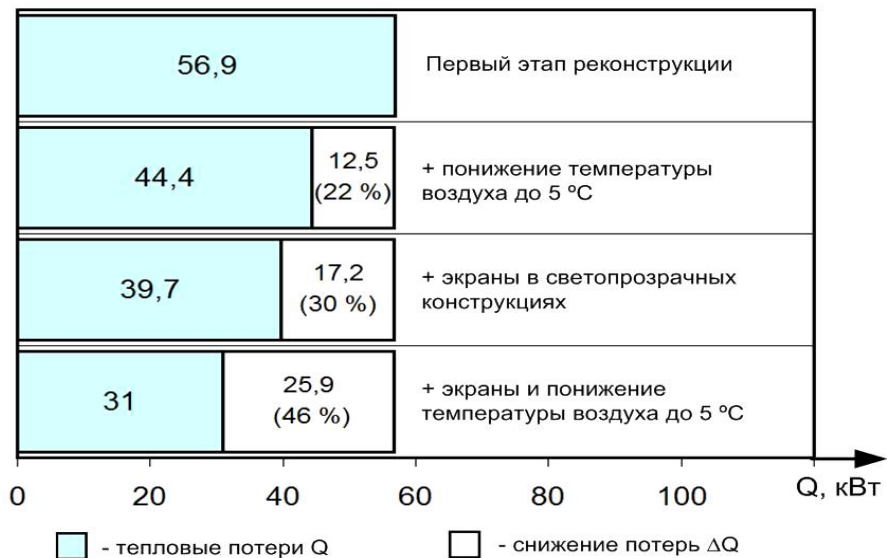 56,9
Первый этап реконструкции
44,4
12,5
(22 %)
+ понижение температуры
воздуха до 5 ºС
39,7
17,2
(30 %)
+ экраны в светопрозрачных
конструкциях
31
25,9
(46 %)
+ экраны и понижение
температуры воздуха до 5 ºС
0 20 40 60 80 100 Q, кВт
- тепловые потери Q
- снижение потерь ΔQ